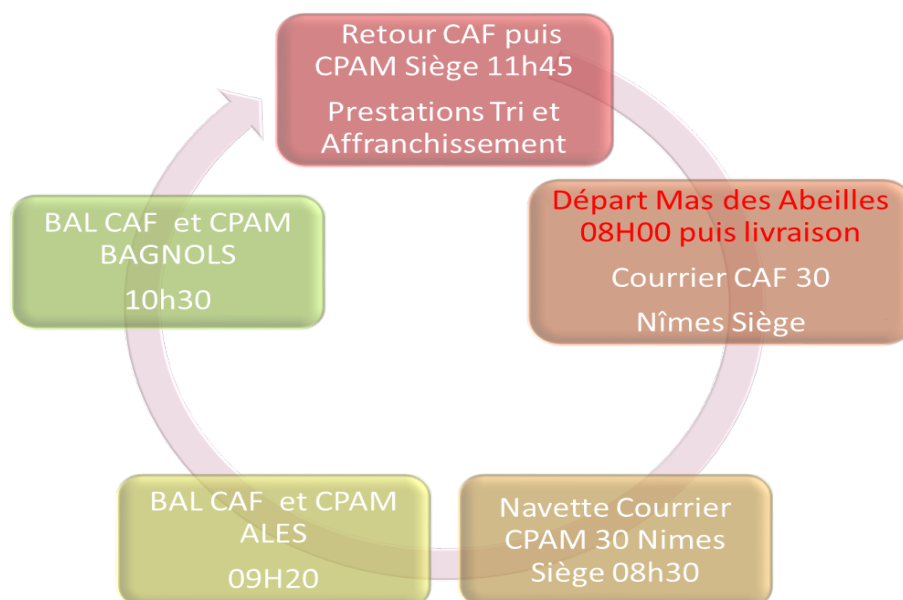 Retour CAF puis
CPAM Siège 11h45
Prestations Tri et
Affranchissement
Départ Mas des Abeilles
08H00 puis livraison
Courrier CAF 30
Nîmes Siège
Navette Courrier
CPAM 30 Nimes
Siège 08h30
BAL CAF et CPAM
ALES
09H20
BAL CAF et CPAM
BAGNOLS
10h30